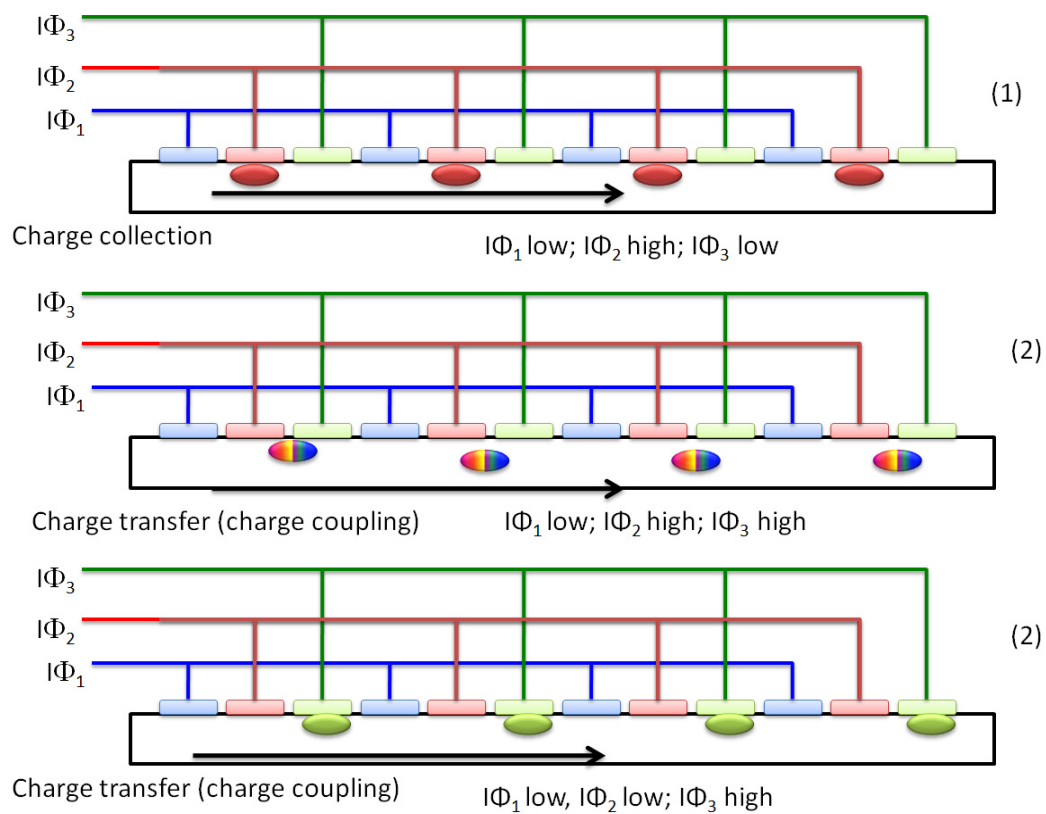 IΦ₃
IΦ₂
(1)
IΦ₁
Charge collection
IΦ₁ low; IΦ₂ high; IΦ₃ low
IΦ₃
IΦ₂
(2)
IΦ₁
Charge transfer (charge coupling)
IΦ₁ low; IΦ₂ high; IΦ₃ high
IΦ₃
IΦ₂
(2)
IΦ₁
Charge transfer (charge coupling)
IΦ₁ low, IΦ₂ low; IΦ₃ high